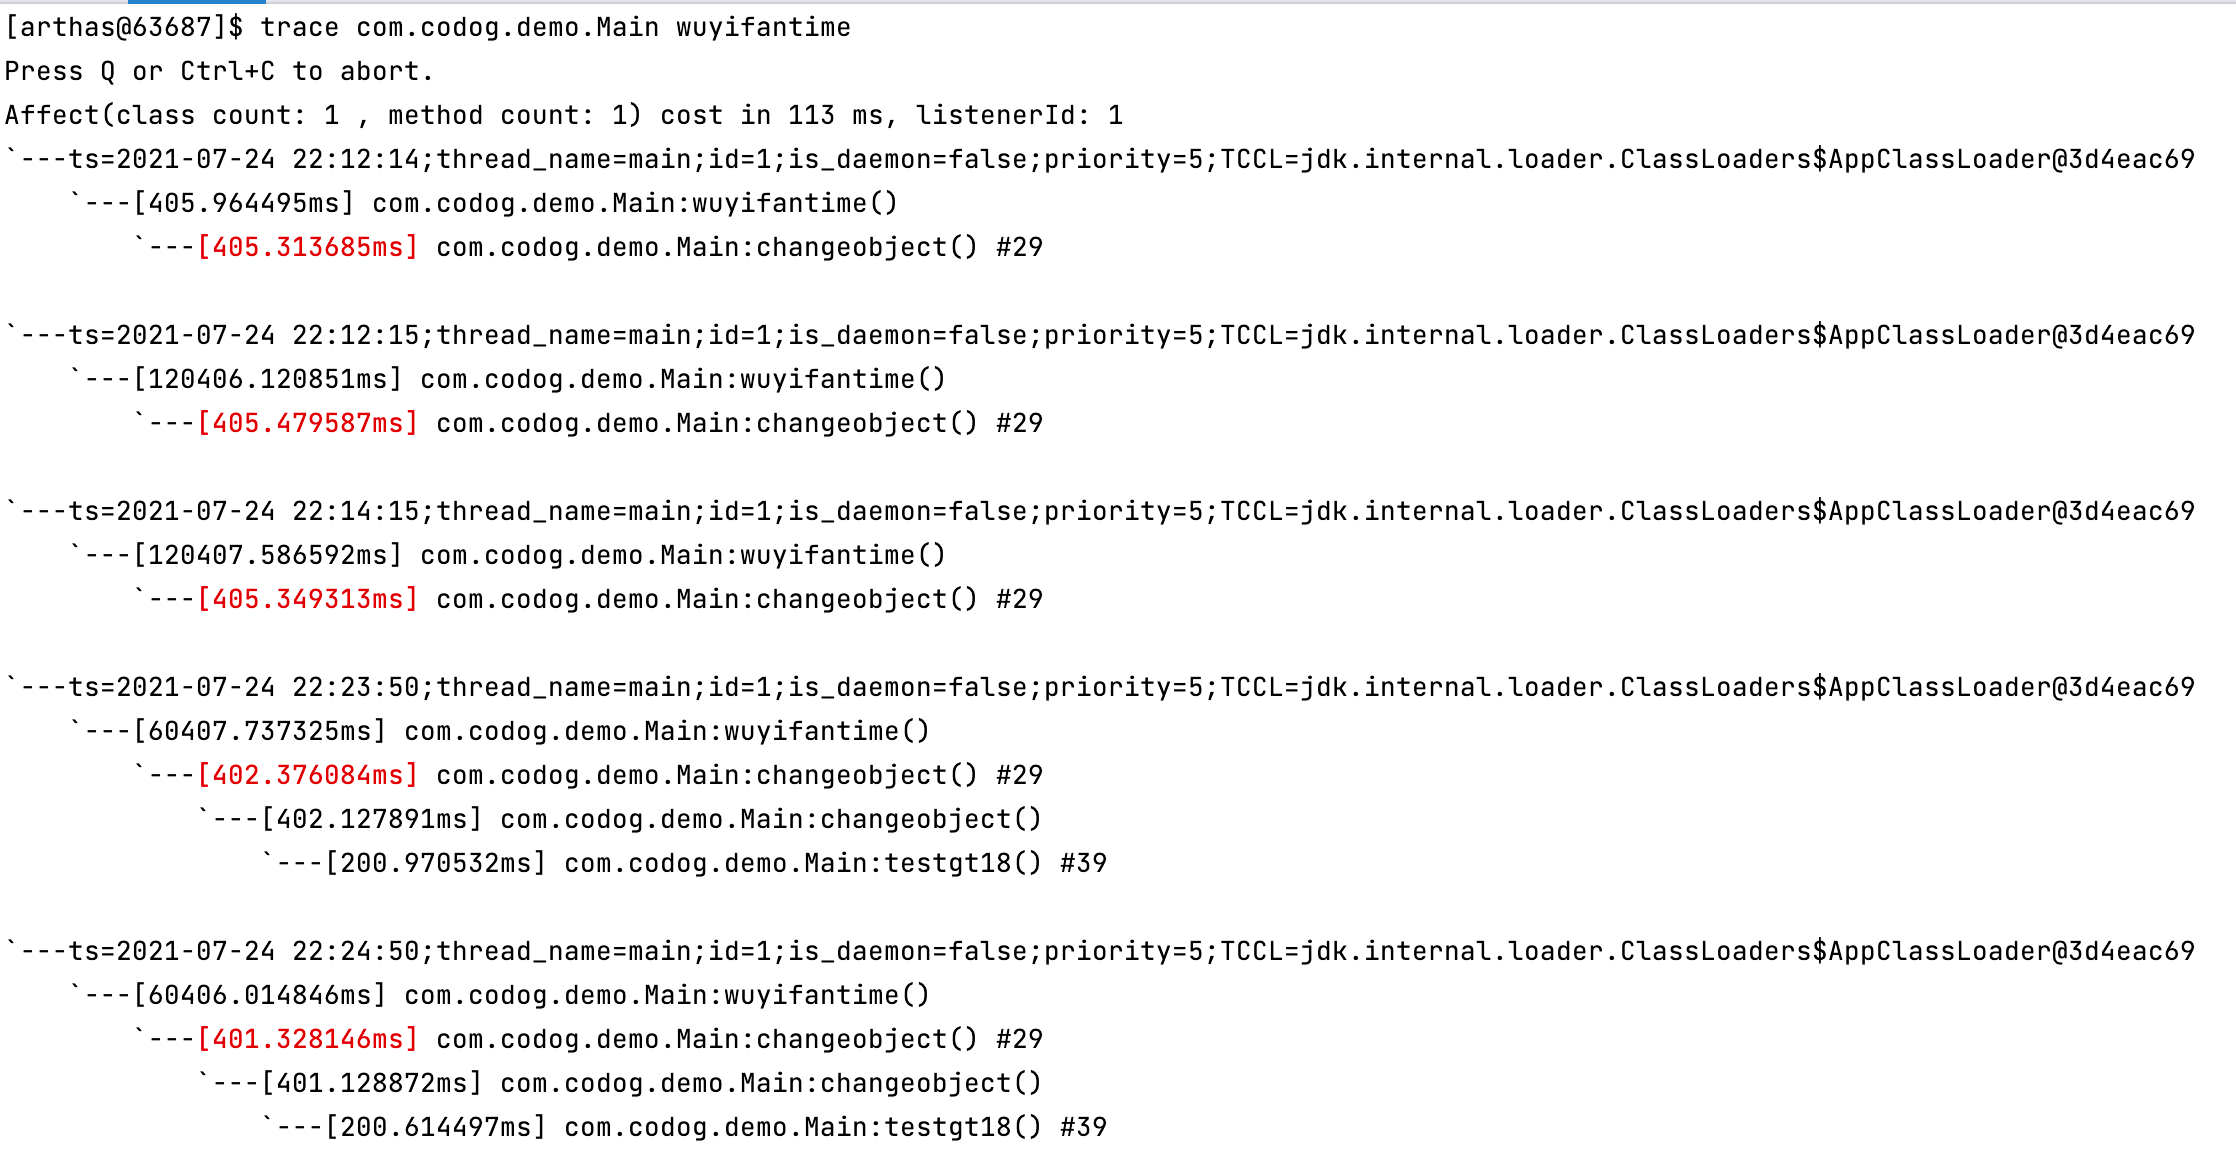 [arthas@63687]$ trace com.codog.demo.Main wuyifantime
Press Q or Ctrl+C to abort.
Affect(class count: 1 , method count: 1) cost in 113 ms, listenerId: 1
`---ts=2021-07-24 22:12:14;thread_name=main;id=1;is_daemon=false;priority=5;TCCL=jdk.internal.loader.ClassLoaders$AppClassLoader@3d4eac69
    `---[405.964495ms] com.codog.demo.Main:wuyifantime()
        `---[405.313685ms] com.codog.demo.Main:changeobject() #29

`---ts=2021-07-24 22:12:15;thread_name=main;id=1;is_daemon=false;priority=5;TCCL=jdk.internal.loader.ClassLoaders$AppClassLoader@3d4eac69
    `---[120406.120851ms] com.codog.demo.Main:wuyifantime()
        `---[405.479587ms] com.codog.demo.Main:changeobject() #29

`---ts=2021-07-24 22:14:15;thread_name=main;id=1;is_daemon=false;priority=5;TCCL=jdk.internal.loader.ClassLoaders$AppClassLoader@3d4eac69
    `---[120407.586592ms] com.codog.demo.Main:wuyifantime()
        `---[405.349313ms] com.codog.demo.Main:changeobject() #29

`---ts=2021-07-24 22:23:50;thread_name=main;id=1;is_daemon=false;priority=5;TCCL=jdk.internal.loader.ClassLoaders$AppClassLoader@3d4eac69
    `---[60407.737325ms] com.codog.demo.Main:wuyifantime()
        `---[402.376084ms] com.codog.demo.Main:changeobject() #29
            `---[402.127891ms] com.codog.demo.Main:changeobject()
                `---[200.970532ms] com.codog.demo.Main:testgt18() #39

`---ts=2021-07-24 22:24:50;thread_name=main;id=1;is_daemon=false;priority=5;TCCL=jdk.internal.loader.ClassLoaders$AppClassLoader@3d4eac69
    `---[60406.014846ms] com.codog.demo.Main:wuyifantime()
        `---[401.328146ms] com.codog.demo.Main:changeobject() #29
            `---[401.128872ms] com.codog.demo.Main:changeobject()
                `---[200.614497ms] com.codog.demo.Main:testgt18() #39